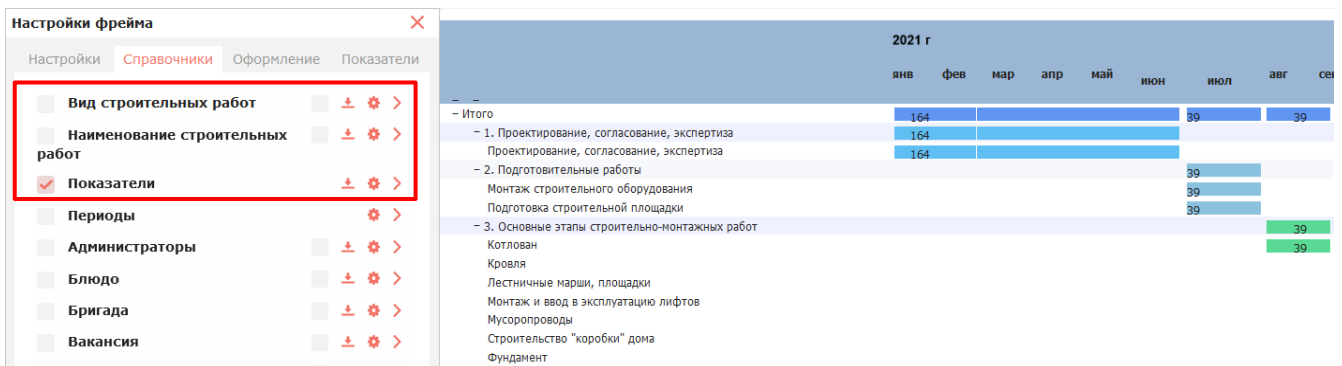 Настройки фрейма
Настройки Справочники Оформление Показатели
Вид строительных работ
Наименование строительных
работ
Показатели
Периоды
Администраторы
Блюдо
Бригада
Вакансия
2021 г
янв фев мар апр май июн июл авг сен
− Итого 164 39 39
− 1. Проектирование, согласование, экспертиза 164
Проектирование, согласование, экспертиза 164
− 2. Подготовительные работы 39
Монтаж строительного оборудования 39
Подготовка строительной площадки 39
− 3. Основные этапы строительно-монтажных работ 39
Котлован 39
Кровля
Лестничные марши, площадки
Монтаж и ввод в эксплуатацию лифтов
Мусоропроводы
Строительство "коробки" дома
Фундамент